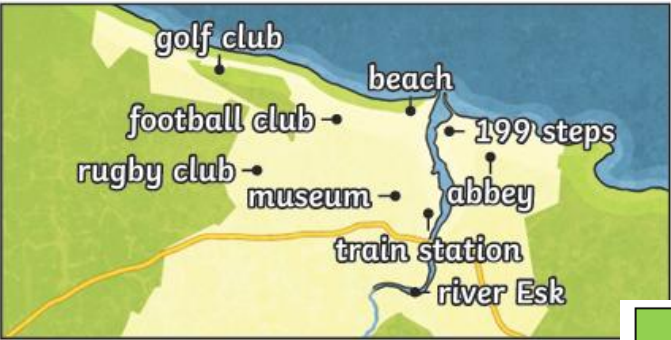 golf club
beach
football club
199 steps
rugby club
museum
abbey
train station
river Esk